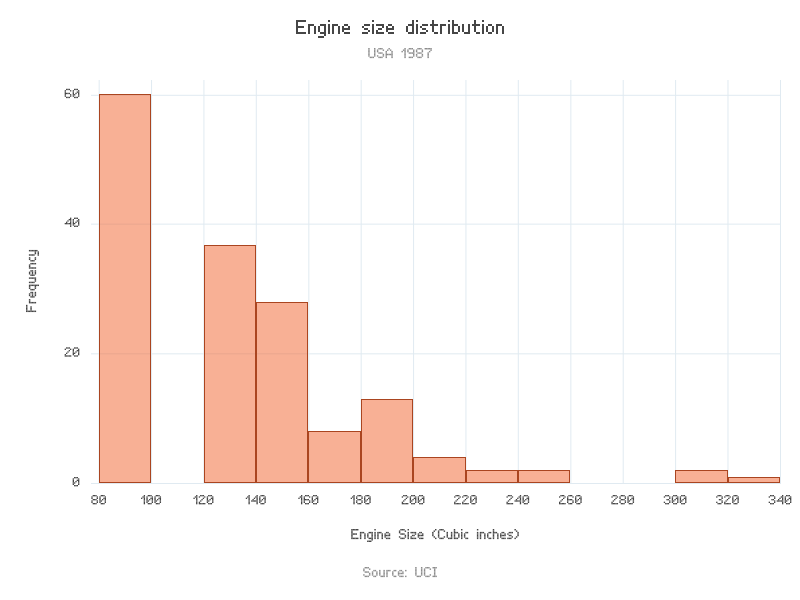 Engine size distribution
USA 1987
60
40
20
0
Frequency
80 100 120 140 160 180 200 220 240 260 280 300 320 340
Engine Size (Cubic inches)
Source: UCI